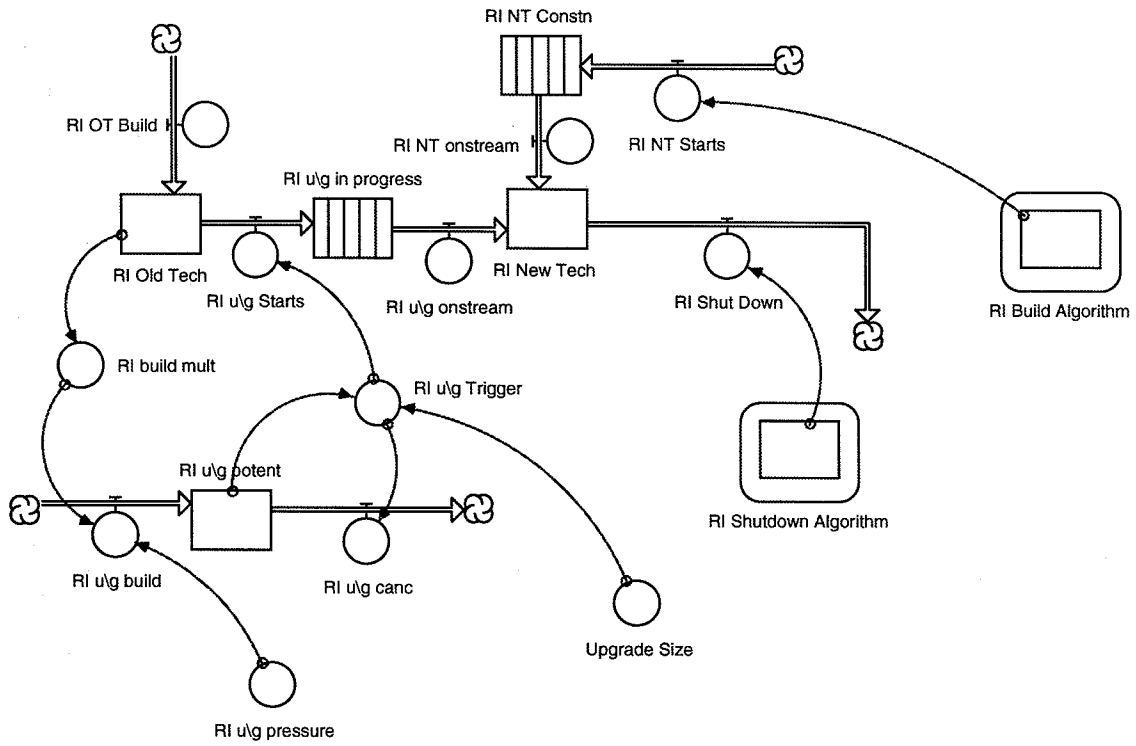 RI NT Constn
RI OT Build
RI NT onstream
RI NT Starts
RI u\g in progress
RI Old Tech
RI u\g Starts
RI u\g onstream
RI New Tech
RI Shut Down
RI Build Algorithm
RI build mult
RI u\g Trigger
RI u\g potent
RI Shutdown Algorithm
RI u\g build
RI u\g canc
Upgrade Size
RI u\g pressure